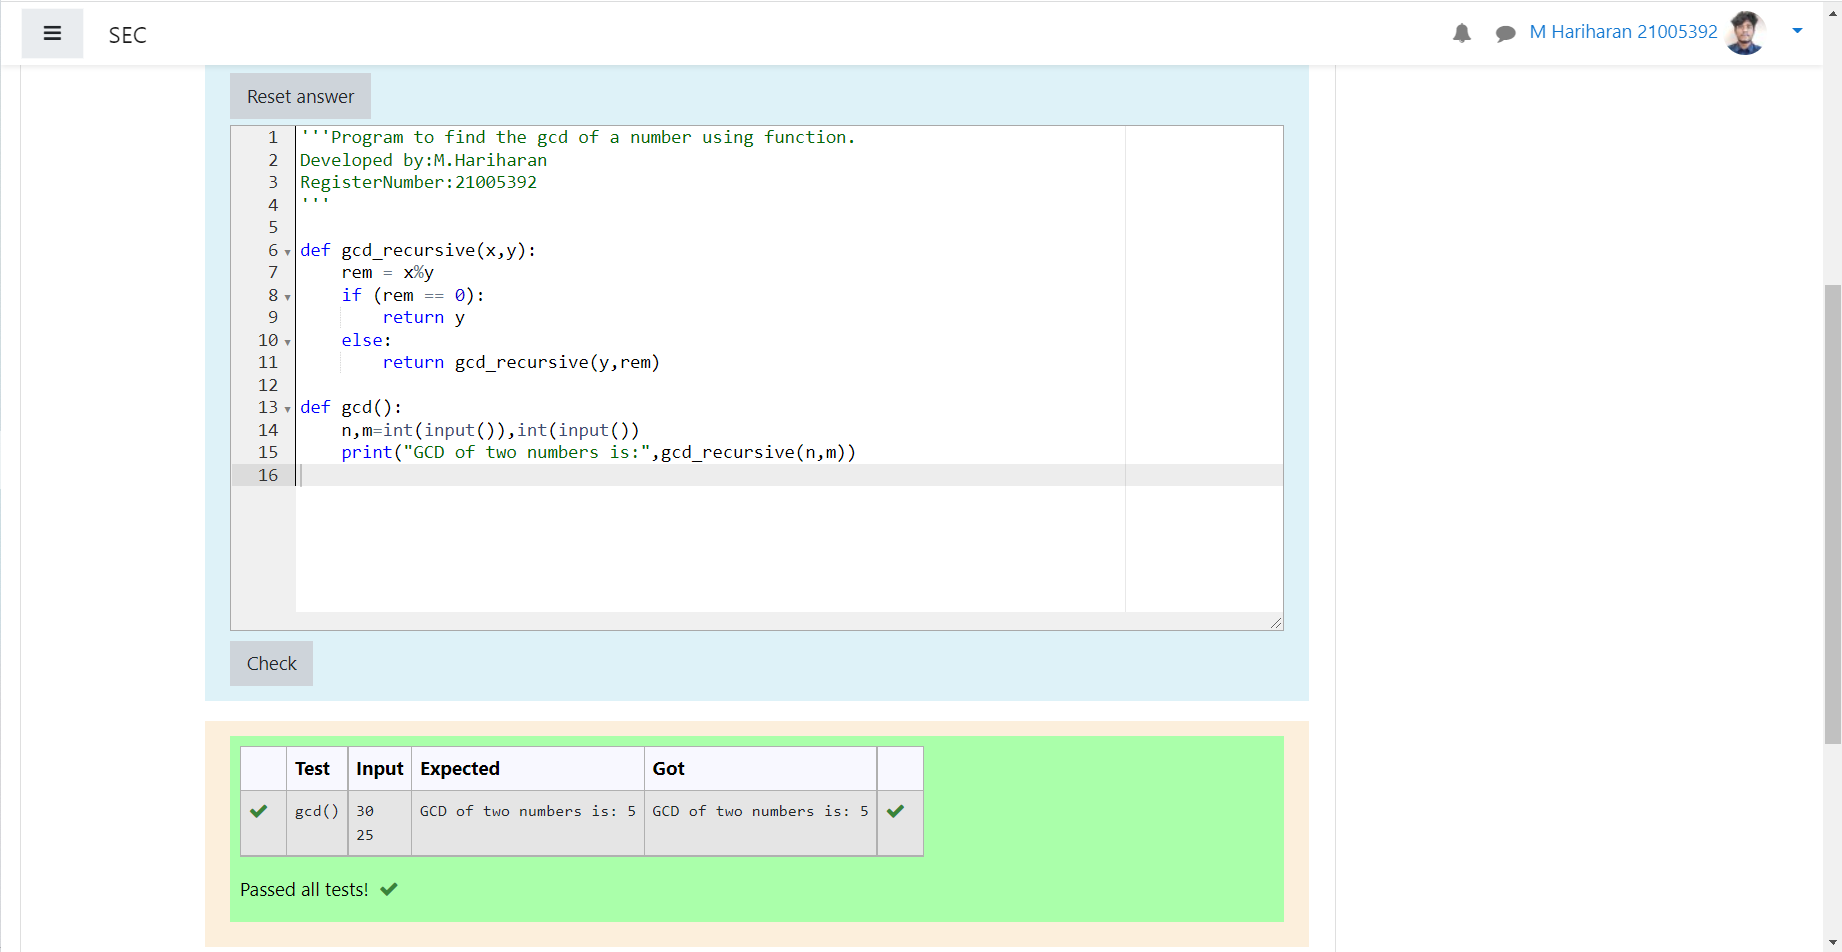 SEC
M Hariharan 21005392
Reset answer
1 '''Program to find the gcd of a number using function.
2 Developed by:M.Hariharan
3 RegisterNumber:21005392
4 '''
5
6 def gcd_recursive(x,y):
7     rem = x%y
8     if (rem == 0):
9         return y
10     else:
11         return gcd_recursive(y,rem)
12
13 def gcd():
14     n,m=int(input()),int(input())
15     print("GCD of two numbers is:",gcd_recursive(n,m))
16
Check
Test Input Expected Got
gcd() 30 GCD of two numbers is: 5 GCD of two numbers is: 5
25
Passed all tests!